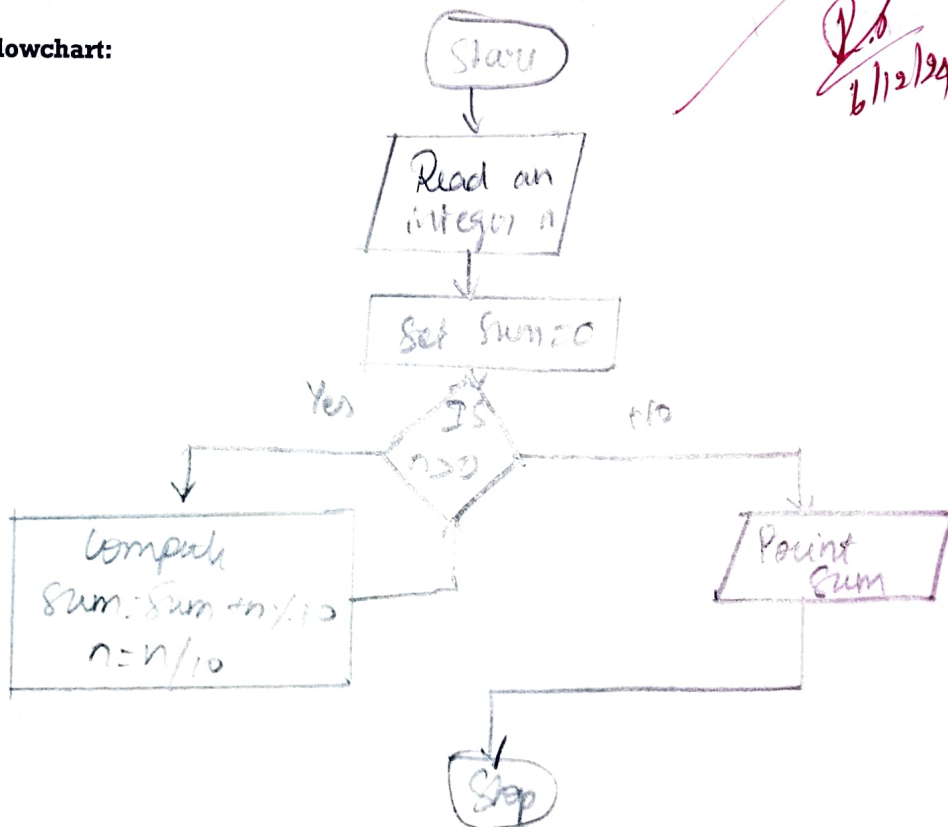 lowchart:
6/12/24
Start
Read an
integer n
Set Sum=0
Yes
Is
n>0
No
Compute
Sum=Sum+n%10
n=n/10
Print
Sum
Stop